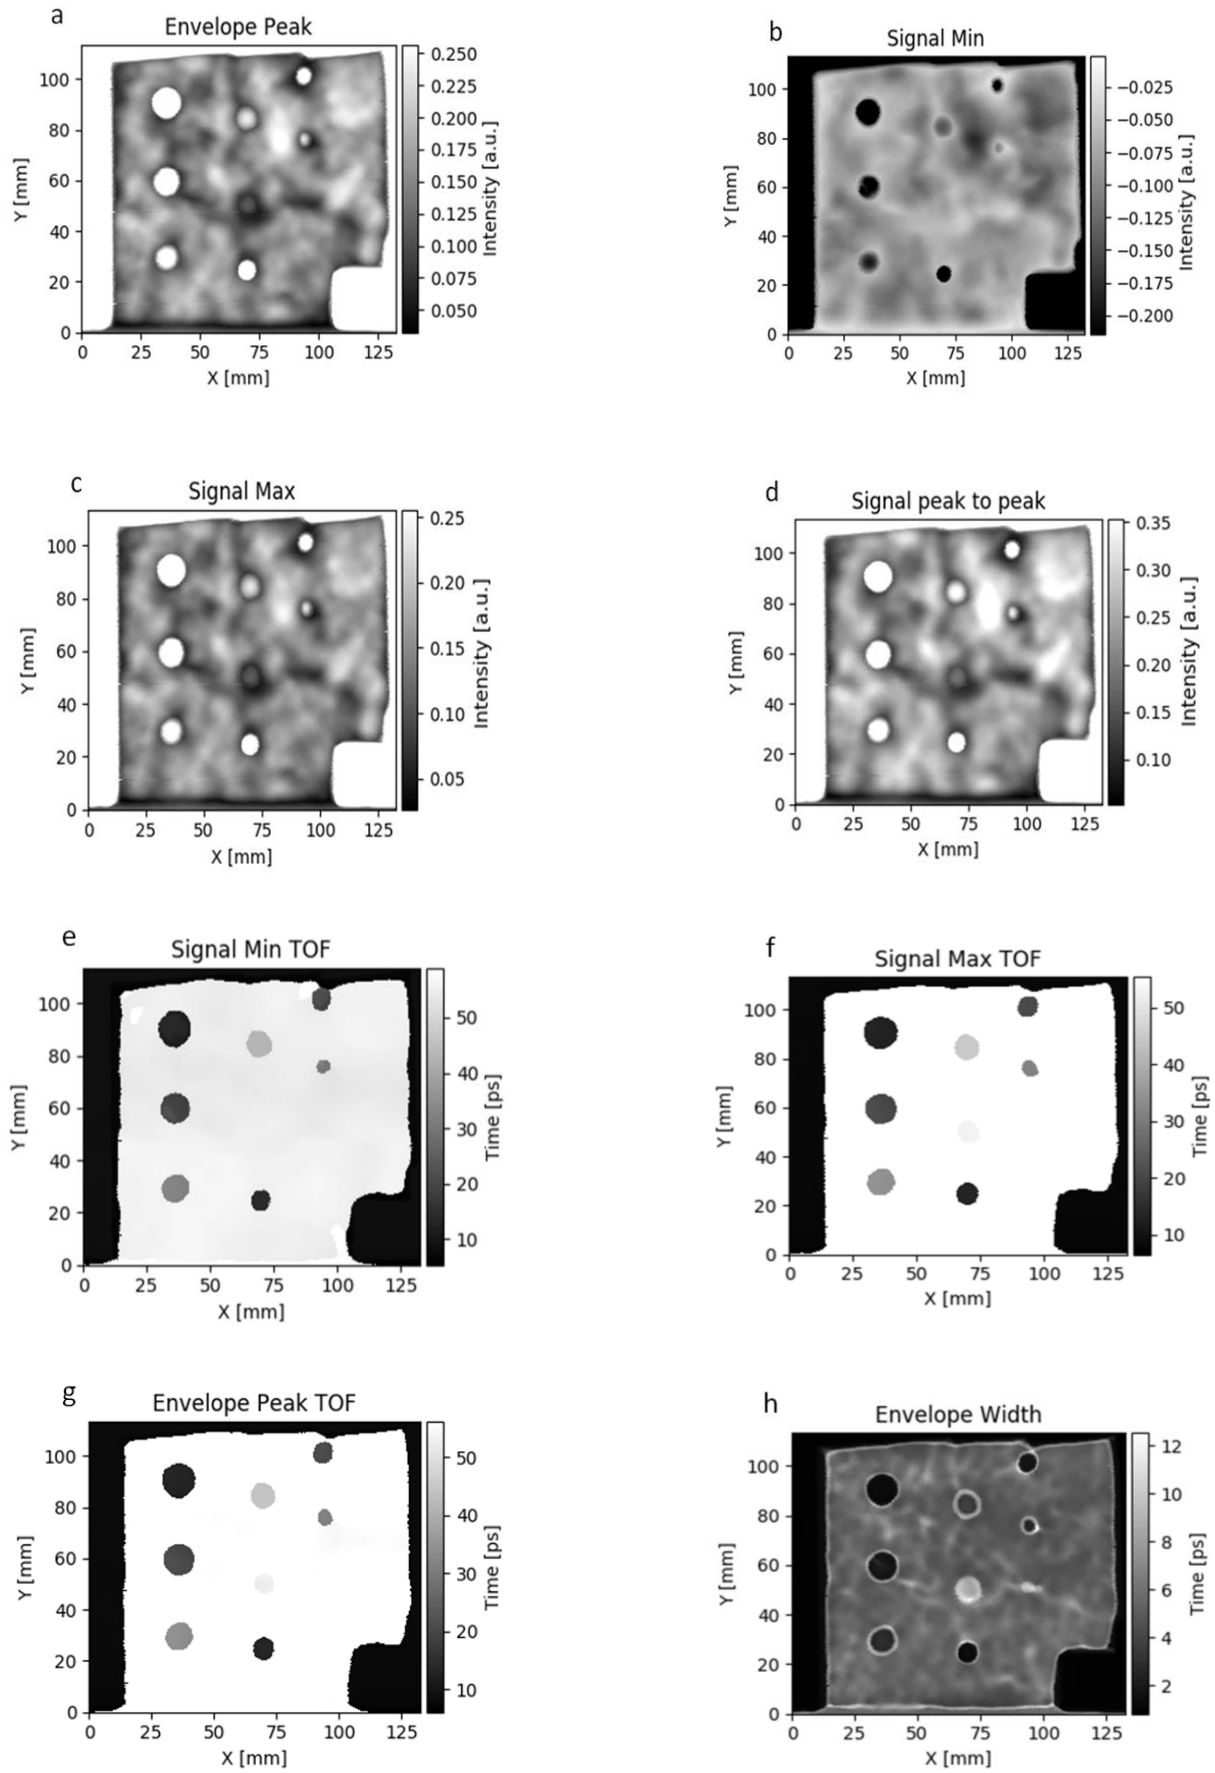 a
Envelope Peak
100
80
60
40
20
0
Y [mm]
0 25 50 75 100 125
X [mm]
0.250
0.225
0.200
0.175
0.150
0.125
0.100
0.075
0.050
Intensity [a.u.]
b
Signal Min
100
80
60
40
20
0
Y [mm]
0 25 50 75 100 125
X [mm]
−0.025
−0.050
−0.075
−0.100
−0.125
−0.150
−0.175
−0.200
Intensity [a.u.]
c
Signal Max
100
80
60
40
20
0
Y [mm]
0 25 50 75 100 125
X [mm]
0.25
0.20
0.15
0.10
0.05
Intensity [a.u.]
d
Signal peak to peak
100
80
60
40
20
0
Y [mm]
0 25 50 75 100 125
X [mm]
0.35
0.30
0.25
0.20
0.15
0.10
Intensity [a.u.]
e
Signal Min TOF
100
80
60
40
20
0
Y [mm]
0 25 50 75 100 125
X [mm]
50
40
30
20
10
Time [ps]
f
Signal Max TOF
100
80
60
40
20
0
Y [mm]
0 25 50 75 100 125
X [mm]
50
40
30
20
10
Time [ps]
g
Envelope Peak TOF
100
80
60
40
20
0
Y [mm]
0 25 50 75 100 125
X [mm]
50
40
30
20
10
Time [ps]
h
Envelope Width
100
80
60
40
20
0
Y [mm]
0 25 50 75 100 125
X [mm]
12
10
8
6
4
2
Time [ps]